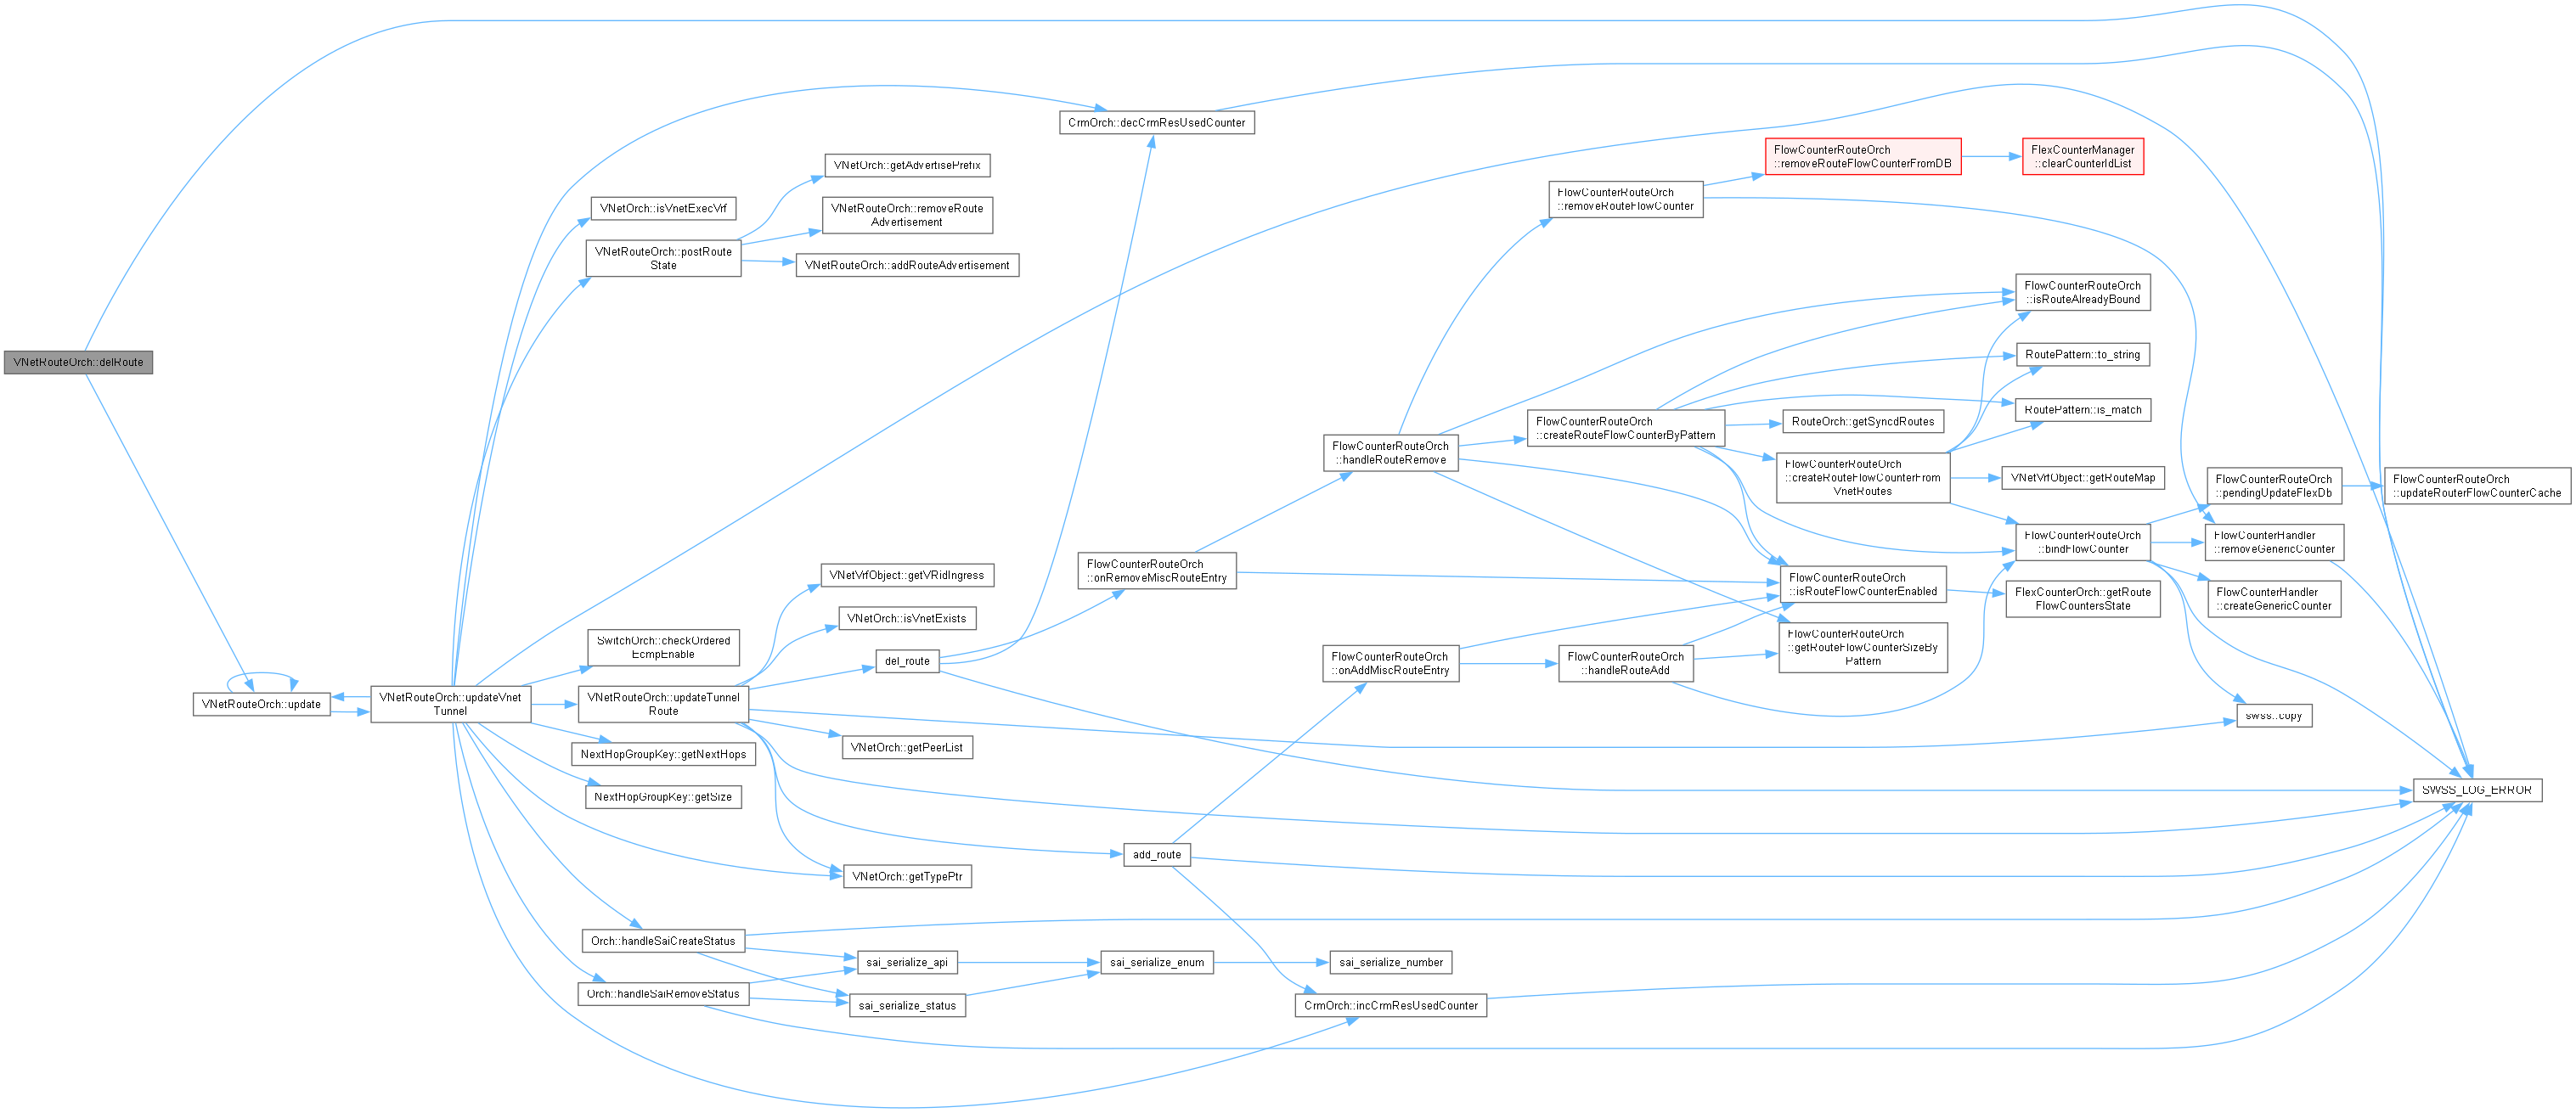 VNetRouteOrch::delRoute
VNetRouteOrch::update
VNetRouteOrch::updateVnet
Tunnel
VNetOrch::isVnetExecVrf
VNetRouteOrch::postRoute
State
SwitchOrch::checkOrdered
EcmpEnable
VNetRouteOrch::updateTunnel
Route
NextHopGroupKey::getNextHops
NextHopGroupKey::getSize
Orch::handleSaiCreateStatus
Orch::handleSaiRemoveStatus
VNetOrch::getAdvertisePrefix
VNetRouteOrch::removeRoute
Advertisement
VNetRouteOrch::addRouteAdvertisement
VNetVrfObject::getVRidIngress
VNetOrch::isVnetExists
del_route
VNetOrch::getPeerList
VNetOrch::getTypePtr
sai_serialize_api
sai_serialize_status
CrmOrch::decCrmResUsedCounter
FlowCounterRouteOrch
::onRemoveMiscRouteEntry
add_route
sai_serialize_enum
FlowCounterRouteOrch
::handleRouteRemove
FlowCounterRouteOrch
::onAddMiscRouteEntry
sai_serialize_number
CrmOrch::incCrmResUsedCounter
FlowCounterRouteOrch
::removeRouteFlowCounter
FlowCounterRouteOrch
::createRouteFlowCounterByPattern
FlowCounterRouteOrch
::handleRouteAdd
FlowCounterRouteOrch
::removeRouteFlowCounterFromDB
RouteOrch::getSyncdRoutes
FlowCounterRouteOrch
::createRouteFlowCounterFrom
VnetRoutes
FlowCounterRouteOrch
::isRouteFlowCounterEnabled
FlowCounterRouteOrch
::getRouteFlowCounterSizeBy
Pattern
FlexCounterManager
::clearCounterIdList
FlowCounterRouteOrch
::isRouteAlreadyBound
RoutePattern::to_string
RoutePattern::is_match
VNetVrfObject::getRouteMap
FlowCounterRouteOrch
::bindFlowCounter
FlexCounterOrch::getRoute
FlowCountersState
FlowCounterRouteOrch
::pendingUpdateFlexDb
FlowCounterHandler
::removeGenericCounter
FlowCounterHandler
::createGenericCounter
swss::copy
FlowCounterRouteOrch
::updateRouterFlowCounterCache
SWSS_LOG_ERROR